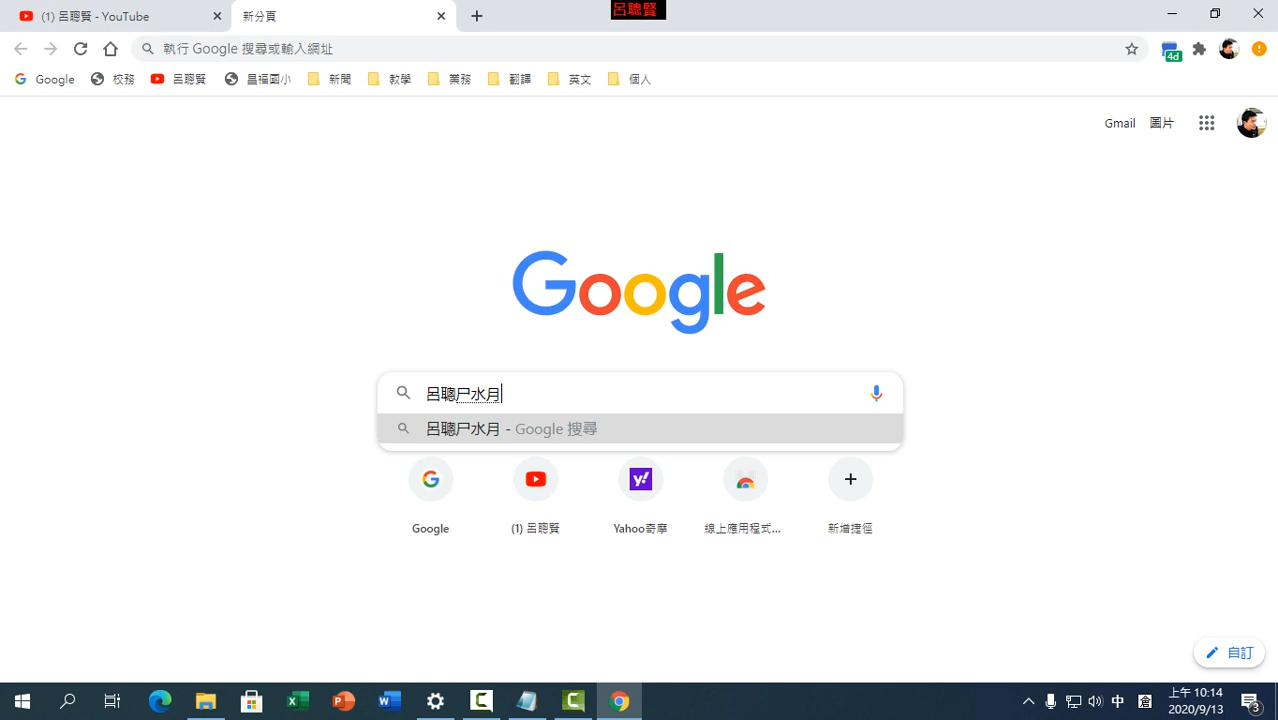 呂聰賢
(1) 呂聰賢 - YouTube
新分頁
執行 Google 搜尋或輸入網址
4d
Google 校務 呂聰賢 昌福國小 新聞 教學 業務 翻譯 英文 個人
Gmail 圖片
Google
呂聰尸水月
呂聰尸水月 - Google 搜尋
Google (1) 呂聰賢 Yahoo奇摩 線上應用程式... 新增捷徑
自訂
中 倉 上午 10:14
2020/9/13 3